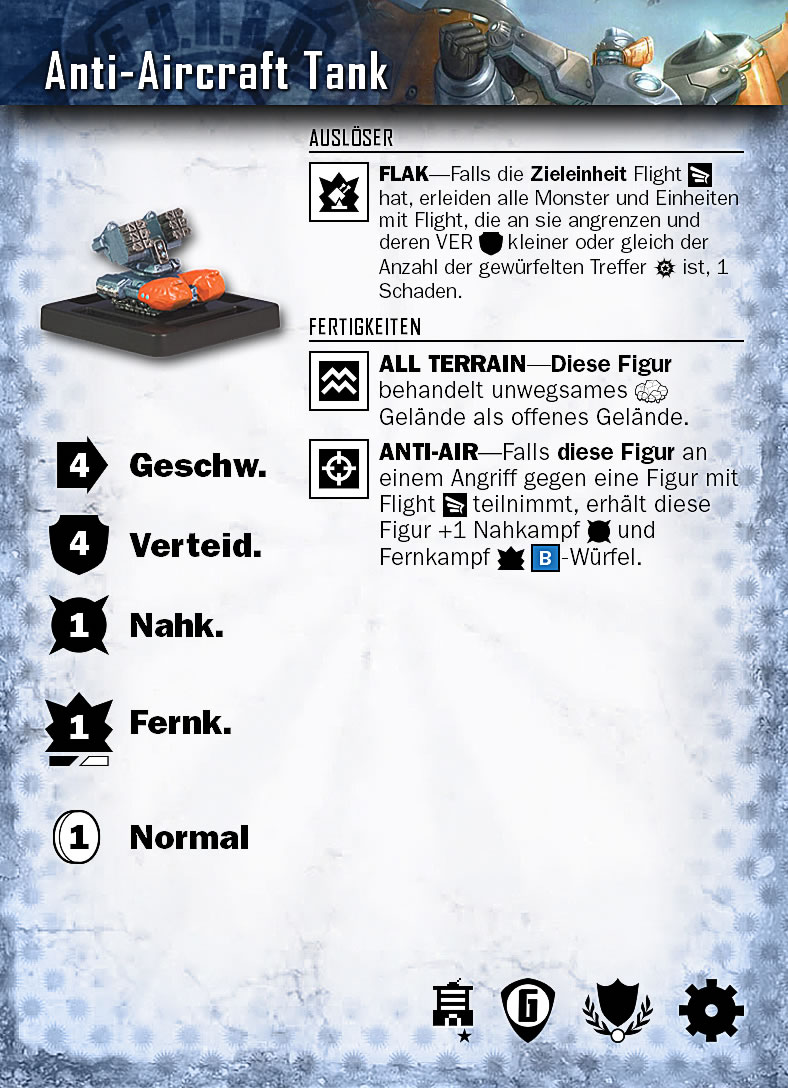 G.U.A.R.D
Anti-Aircraft Tank
AUSLÖSER
FLAK—Falls die Zieleinheit Flight
hat, erleiden alle Monster und Einheiten
mit Flight, die an sie angrenzen und
deren VER kleiner oder gleich der
Anzahl der gewürfelten Treffer ist, 1
Schaden.
FERTIGKEITEN
ALL TERRAIN—Diese Figur
behandelt unwegsames
Gelände als offenes Gelände.
ANTI-AIR—Falls diese Figur an
einem Angriff gegen eine Figur mit
Flight teilnimmt, erhält diese
Figur +1 Nahkampf und
Fernkampf B-Würfel.
4 Geschw.
4 Verteid.
1 Nahk.
1 Fernk.
1 Normal
G